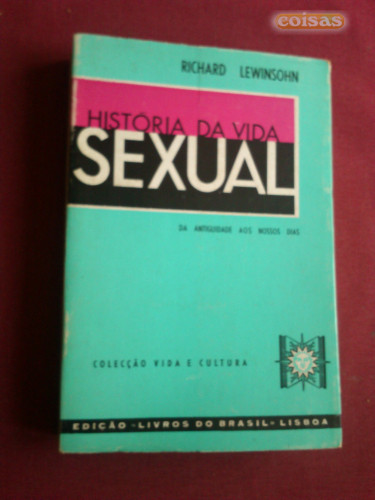 coisas
RICHARD LEWINSOHN
HISTÓRIA DA VIDA
SEXUAL
DA ANTIGUIDADE AOS NOSSOS DIAS
COLECÇÃO VIDA E CULTURA
EDIÇÃO «LIVROS DO BRASIL» LISBOA